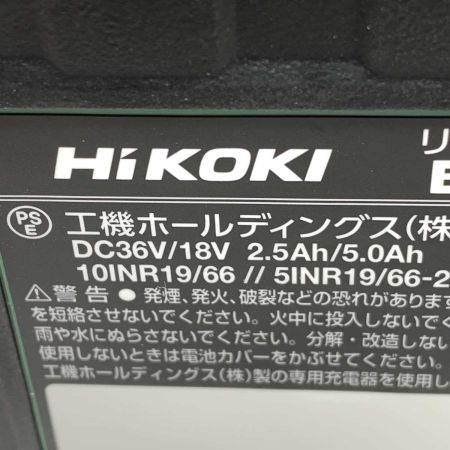 HiKOKI
リ
PS E 工機ホールディングス(株
DC36V/18V 2.5Ah/5.0Ah
10INR19/66 // 5INR19/66-2
⚠警告 ●発煙、発火、破裂などの恐れがあります
を短絡させないでください。火中に投入しないでく
雨や水にぬらさないでください。分解・改造しない
使用しないときは電池カバーをかぶせてください。
工機ホールディングス(株)製の専用充電器を使用し